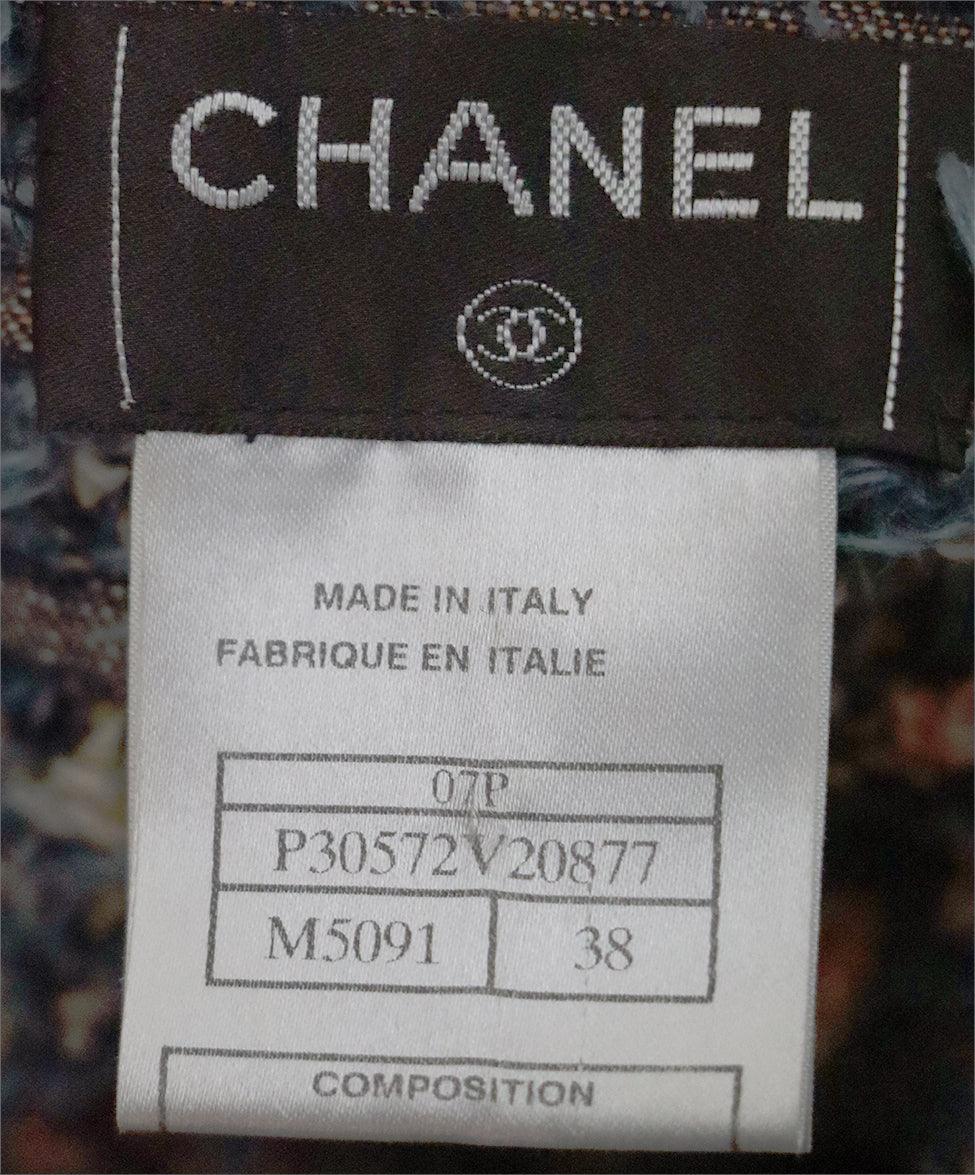 CHANEL
MADE IN ITALY
FABRIQUE EN ITALIE
07P
P30572V20877
M5091 38
COMPOSITION